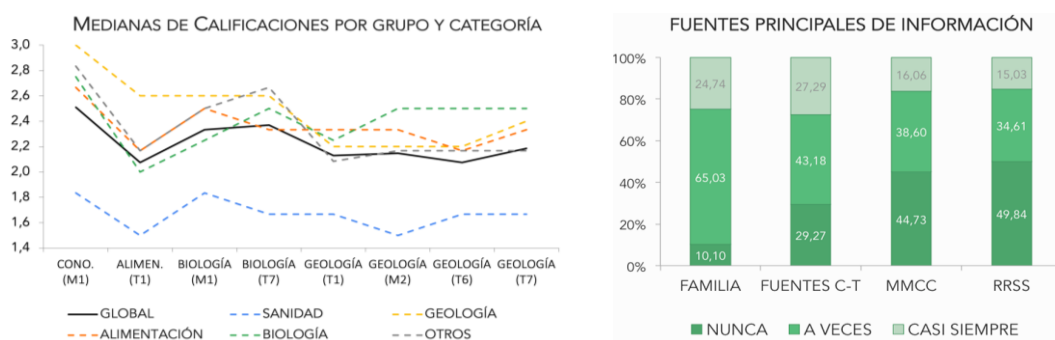 MEDIANAS DE CALIFICACIONES POR GRUPO Y CATEGORÍA
3,0
2,8
2,6
2,4
2,2
2,0
1,8
1,6
1,4
CONO. (M1)
ALIMEN. (T1)
BIOLOGÍA (M1)
BIOLOGÍA (T7)
GEOLOGÍA (T1)
GEOLOGÍA (M2)
GEOLOGÍA (T6)
GEOLOGÍA (T7)
GLOBAL SANIDAD GEOLOGÍA
ALIMENTACIÓN BIOLOGÍA OTROS
FUENTES PRINCIPALES DE INFORMACIÓN
100%
80%
60%
40%
20%
0%
24,74 27,29 16,06 15,03
65,03 43,18 38,60 34,61
10,10 29,27 44,73 49,84
FAMILIA FUENTES C-T MMCC RRSS
NUNCA A VECES CASI SIEMPRE